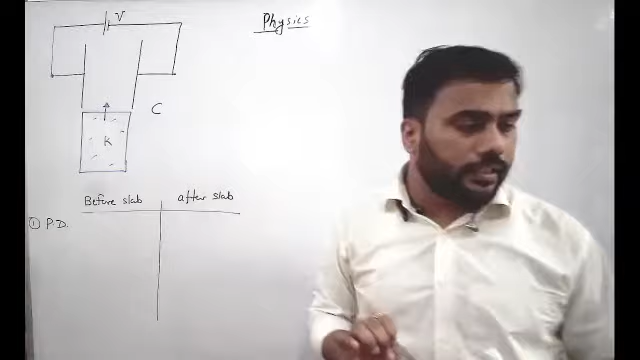 V
Physics
C
K
Before slab after slab
① P.D.